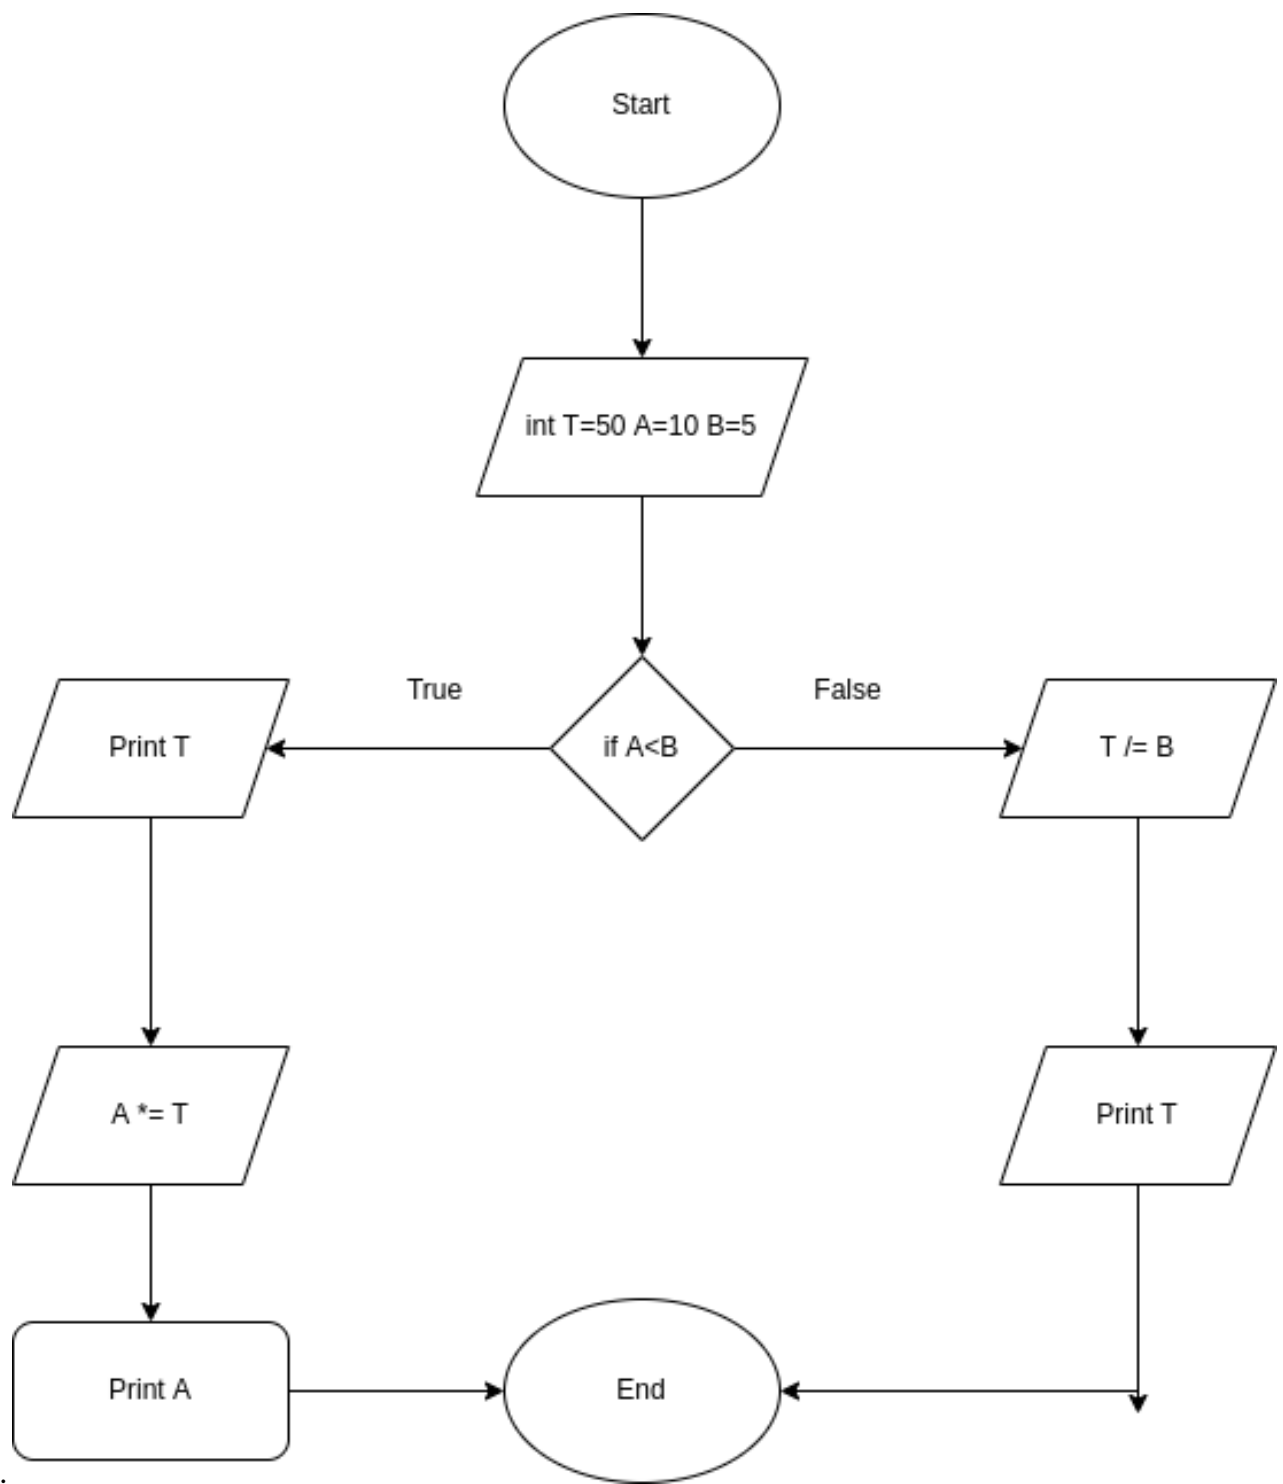 Start
int T=50 A=10 B=5
True
False
Print T
if A<B
T /= B
A *= T
Print T
Print A
End
.